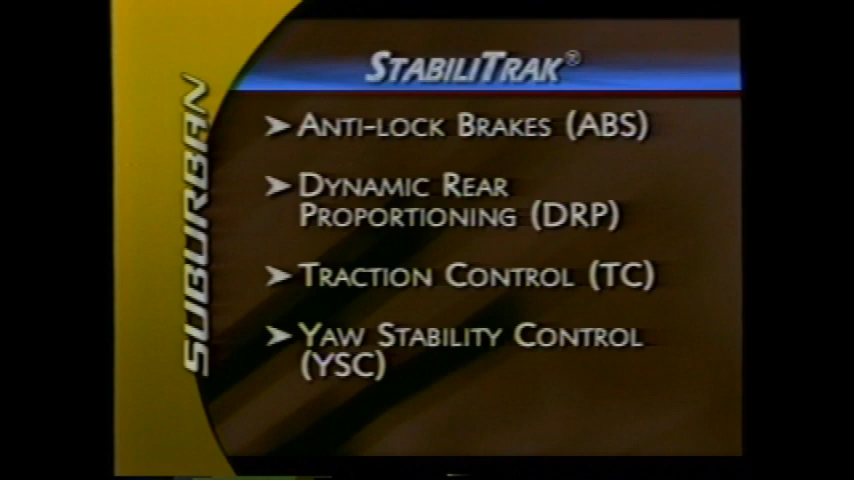 SUBURBAN
STABILITRAK®
➤ ANTI-LOCK BRAKES (ABS)
➤ DYNAMIC REAR
PROPORTIONING (DRP)
➤ TRACTION CONTROL (TC)
➤ YAW STABILITY CONTROL
(YSC)